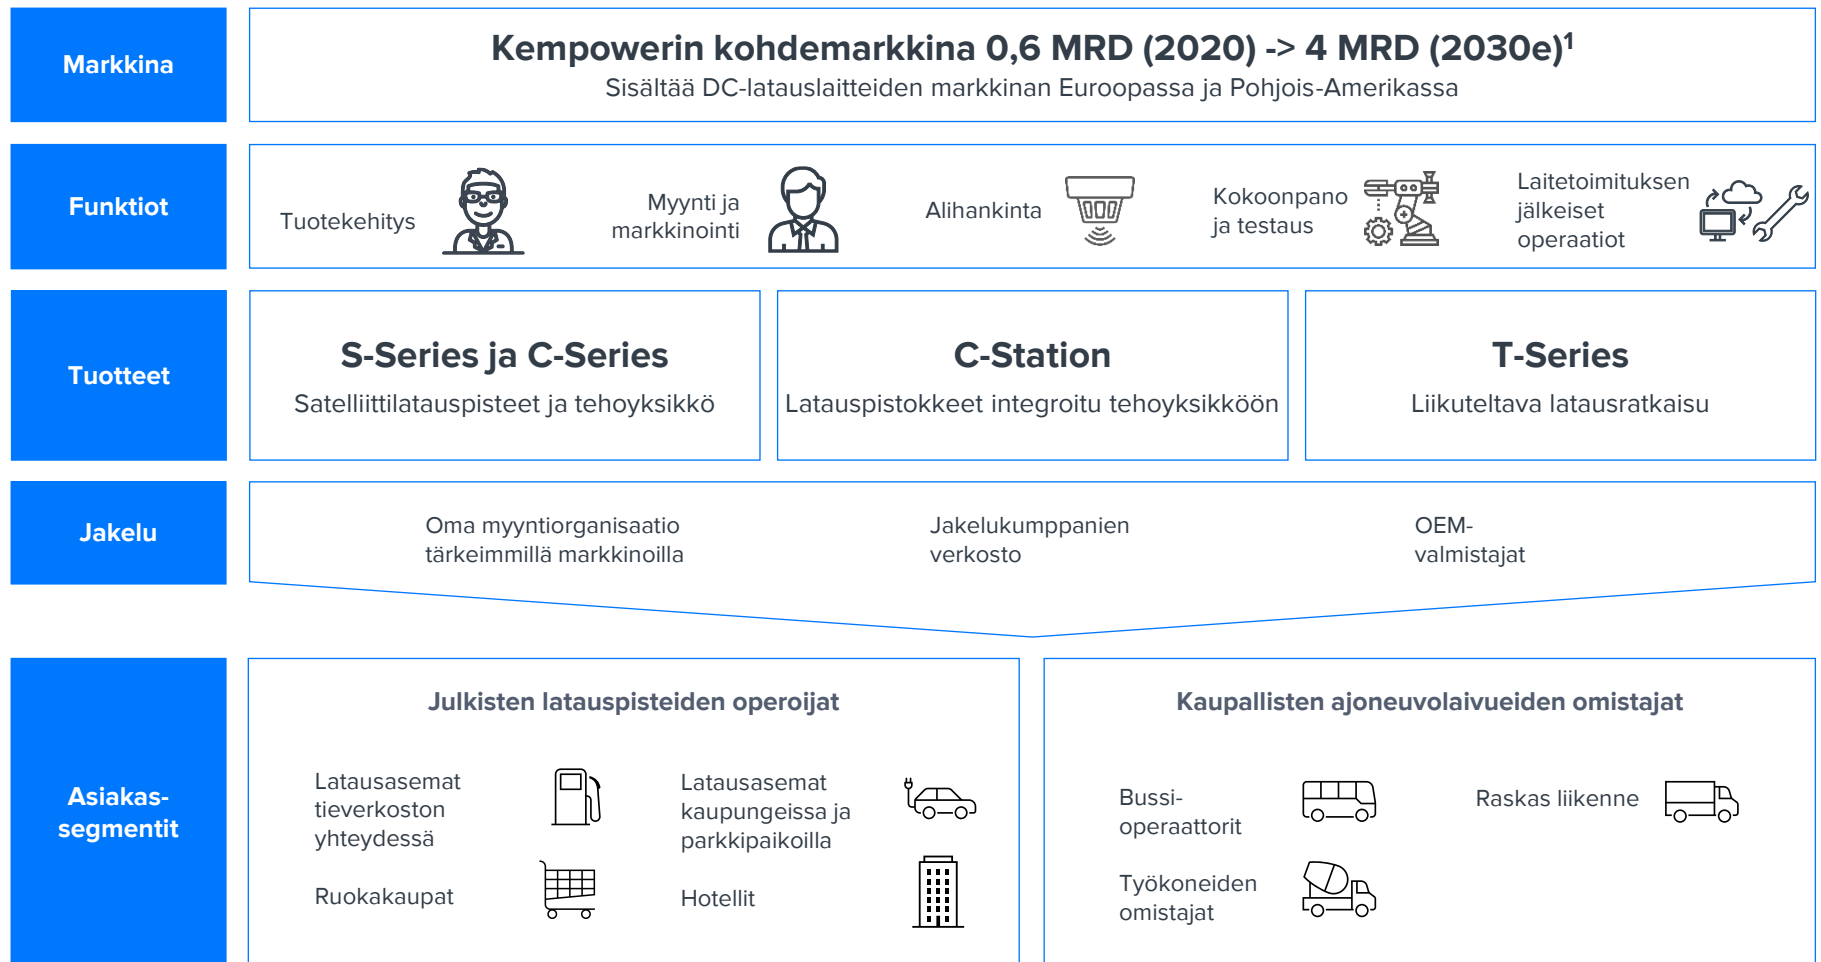 Markkina
Kempowerin kohdemarkkina 0,6 MRD (2020) -> 4 MRD (2030e)¹
Sisältää DC-latauslaitteiden markkinan Euroopassa ja Pohjois-Amerikassa
Funktiot
Tuotekehitys
Myynti ja
markkinointi
Alihankinta
Kokoonpano
ja testaus
Laitetoimituksen
jälkeiset
operaatiot
Tuotteet
S-Series ja C-Series
Satelliittilatauspisteet ja tehoyksikkö
C-Station
Latauspistokkeet integroitu tehoyksikköön
T-Series
Liikuteltava latausratkaisu
Jakelu
Oma myyntiorganisaatio
tärkeimmillä markkinoilla
Jakelukumppanien
verkosto
OEM-
valmistajat
Asiakas-
segmentit
Julkisten latauspisteiden operoijat
Latausasemat
tieverkoston
yhteydessä
Latausasemat
kaupungeissa ja
parkkipaikoilla
Ruokakaupat
Hotellit
Kaupallisten ajoneuvolaivueiden omistajat
Bussi-
operaattorit
Raskas liikenne
Työkoneiden
omistajat